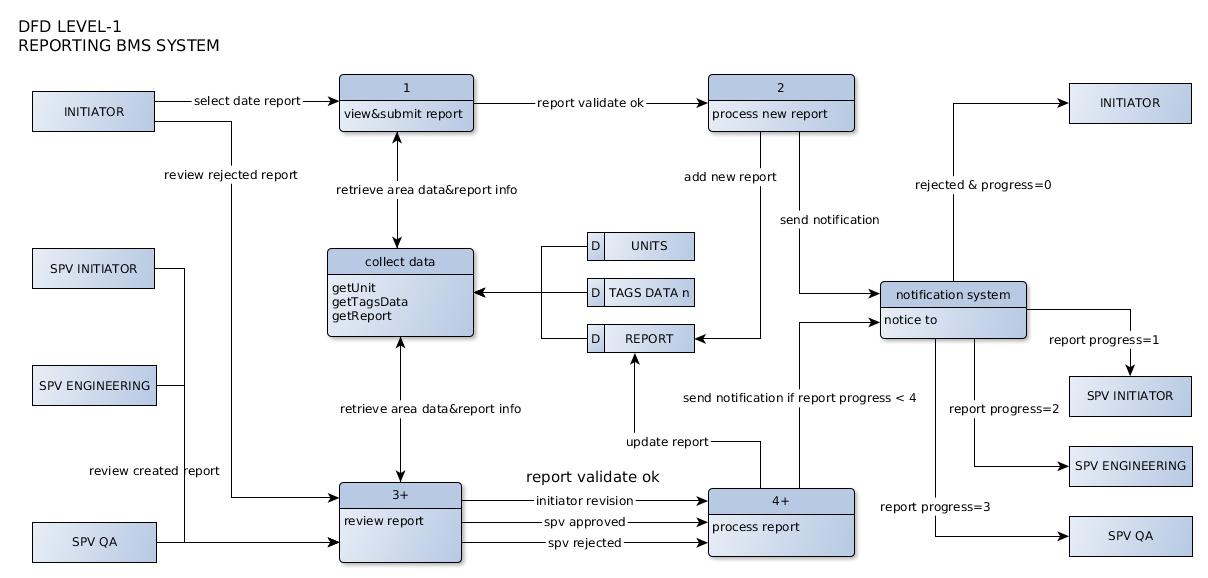 DFD LEVEL-1
REPORTING BMS SYSTEM
INITIATOR
select date report
1
view&submit report
report validate ok
2
process new report
INITIATOR
review rejected report
retrieve area data&report info
add new report
rejected & progress=0
send notification
SPV INITIATOR
collect data
getUnit
getTagsData
getReport
D UNITS
D TAGS DATA n
D REPORT
notification system
notice to
report progress=1
SPV ENGINEERING
retrieve area data&report info
send notification if report progress < 4
SPV INITIATOR
report progress=2
update report
review created report
report validate ok
SPV ENGINEERING
3+
review report
initiator revision
spv approved
spv rejected
4+
process report
report progress=3
SPV QA
SPV QA